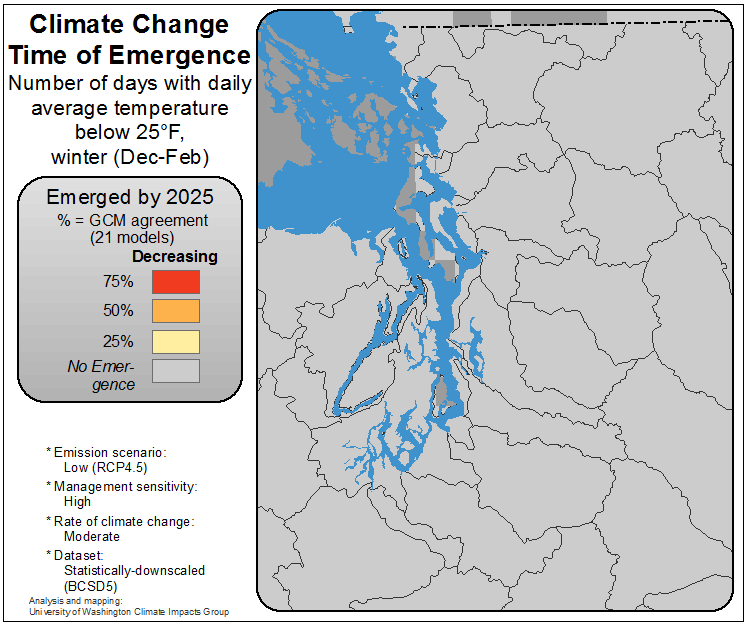 Climate Change
Time of Emergence
Number of days with daily
average temperature
below 25°F,
winter (Dec-Feb)
Emerged by 2025
% = GCM agreement
(21 models)
Decreasing
75%
50%
25%
No Emer-
gence
* Emission scenario:
Low (RCP4.5)
* Management sensitivity:
High
* Rate of climate change:
Moderate
* Dataset:
Statistically-downscaled
(BCSD5)
Analysis and mapping:
University of Washington Climate Impacts Group